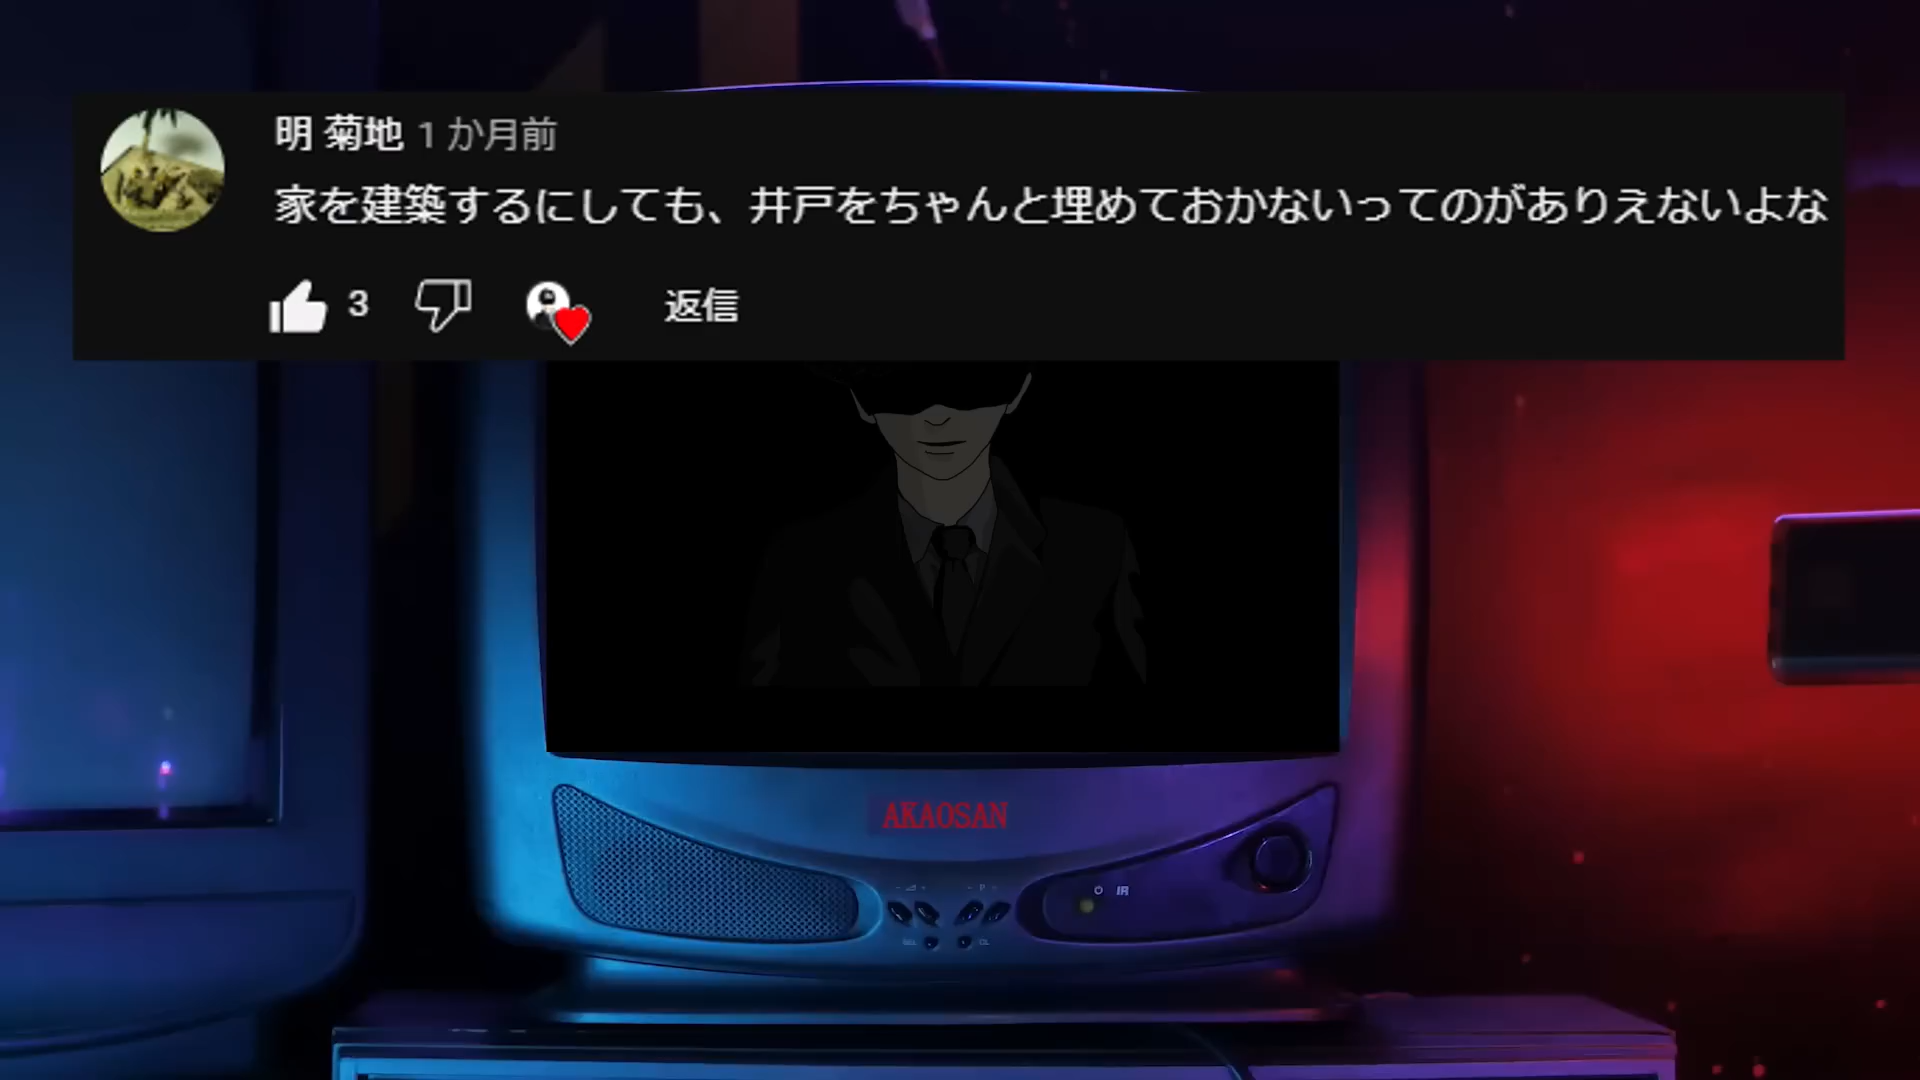 明 菊地 1 か月前
家を建築するにしても、井戸をちゃんと埋めておかないってのがありえないよな
3
返信
AKAOSAN
IR